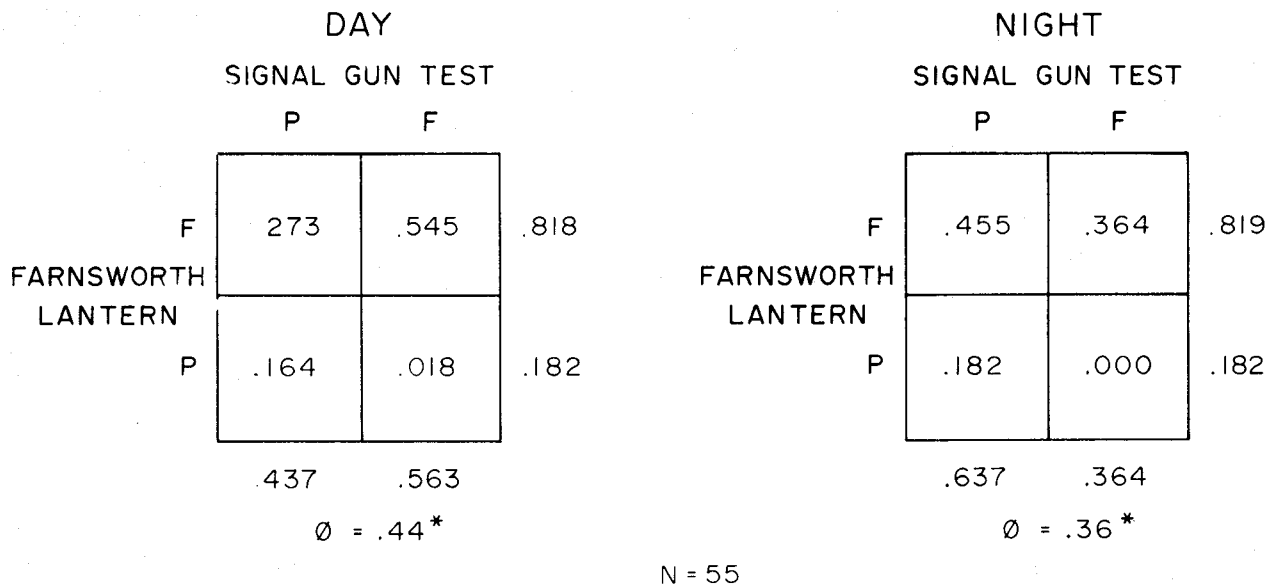 DAY
SIGNAL GUN TEST
P F
F 273 .545 .818
FARNSWORTH
LANTERN
P .164 .018 .182
.437 .563
Ø = .44*
NIGHT
SIGNAL GUN TEST
P F
F .455 .364 .819
FARNSWORTH
LANTERN
P .182 .000 .182
.637 .364
Ø = .36*
N = 55